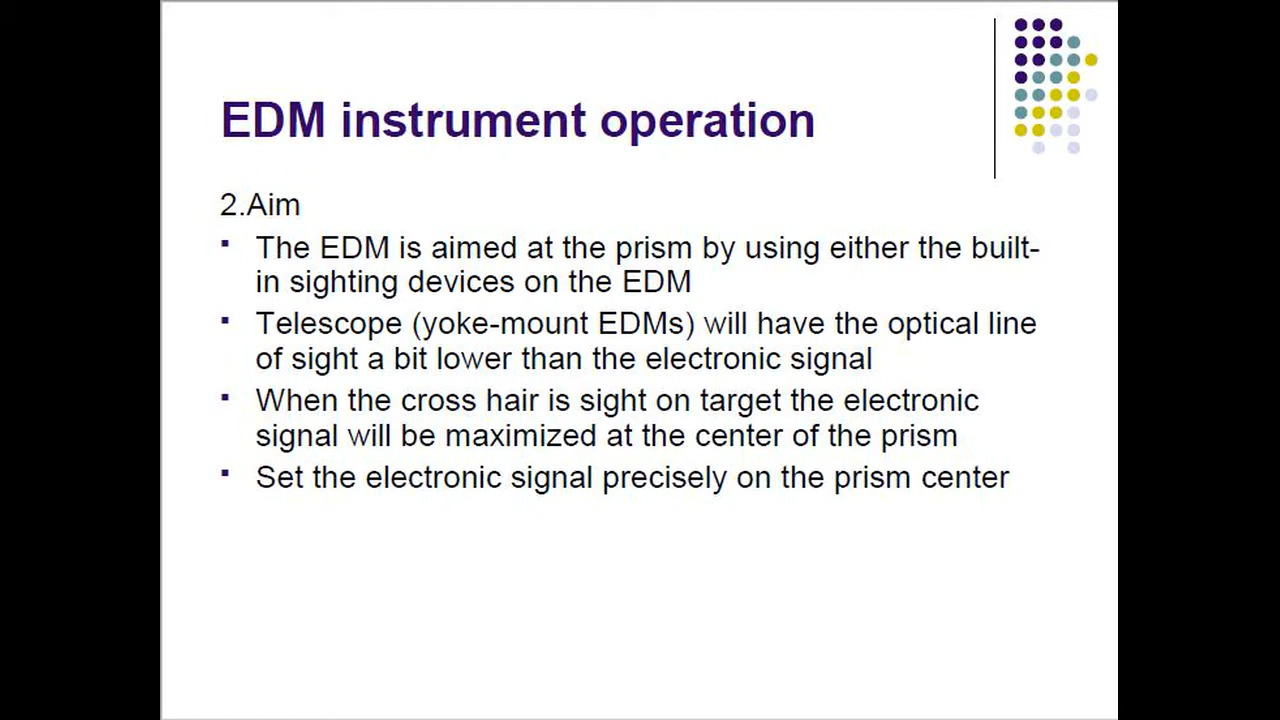 EDM instrument operation
2.Aim
▪ The EDM is aimed at the prism by using either the built-
in sighting devices on the EDM
▪ Telescope (yoke-mount EDMs) will have the optical line
of sight a bit lower than the electronic signal
▪ When the cross hair is sight on target the electronic
signal will be maximized at the center of the prism
▪ Set the electronic signal precisely on the prism center